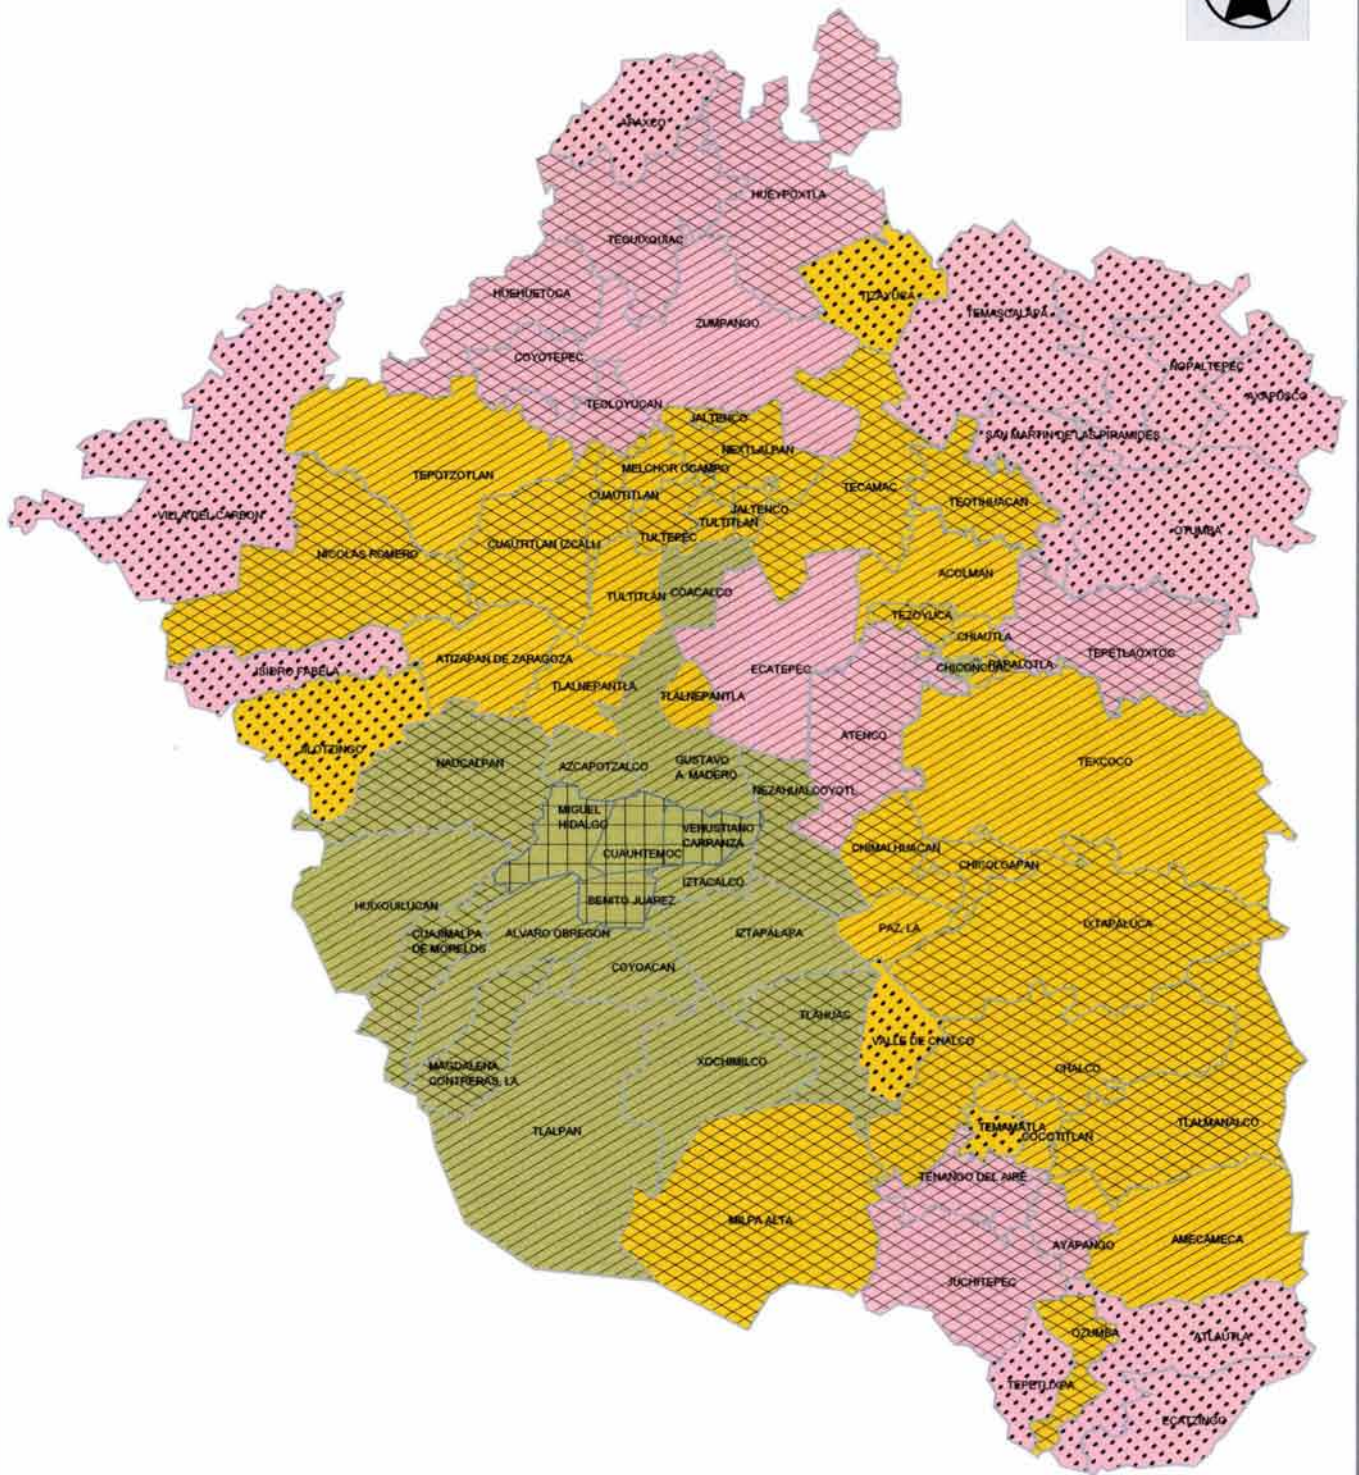 APAXCO
HUEYPOXTLA
TEQUIXQUIAC
HUEHUETOCA
TIZAYUCA
TEMASCALAPA
ZUMPANGO
COYOTEPEC
NOPALTEPEC
AXAPUSCO
TEOLOYUCAN
JALTENCO
SAN MARTIN DE LAS PIRAMIDES
NEXTLALPAN
MELCHOR OCAMPO
TEPOTZOTLAN
TECAMAC
CUAUTITLAN
TEOTIHUACAN
JALTENCO
VILLA DEL CARBON
TULTITLAN
OTUMBA
TULTEPEC
CUAUTITLAN IZCALLI
NICOLAS ROMERO
ACOLMAN
COACALCO
TULTITLAN
TEZOYUCA
CHIAUTLA
TEPETLAOXTOC
ATIZAPAN DE ZARAGOZA
CHICONCUAC
PAPALOTLA
ECATEPEC
ISIDRO FABELA
TLALNEPANTLA
TLALNEPANTLA
ATENCO
JILOTZINGO
NAUCALPAN
AZCAPOTZALCO
GUSTAVO
A. MADERO
TEXCOCO
NEZAHUALCOYOTL
MIGUEL
HIDALGO
VENUSTIANO
CARRANZA
CUAUHTEMOC
CHIMALHUACAN
CHICOLOAPAN
IZTACALCO
BENITO JUAREZ
HUIXQUILUCAN
IXTAPALUCA
PAZ, LA
CUAJIMALPA
DE MORELOS
ALVARO OBREGON
IZTAPALAPA
COYOACAN
TLAHUAC
VALLE DE CHALCO
XOCHIMILCO
MAGDALENA
CONTRERAS, LA
CHALCO
TLALMANALCO
TEMAMATLA
COCOTITLAN
TLALPAN
TENANGO DEL AIRE
MILPA ALTA
AMECAMECA
AYAPANGO
JUCHITEPEC
OZUMBA
ATLAUTLA
TEPETLIXPA
ECATZINGO